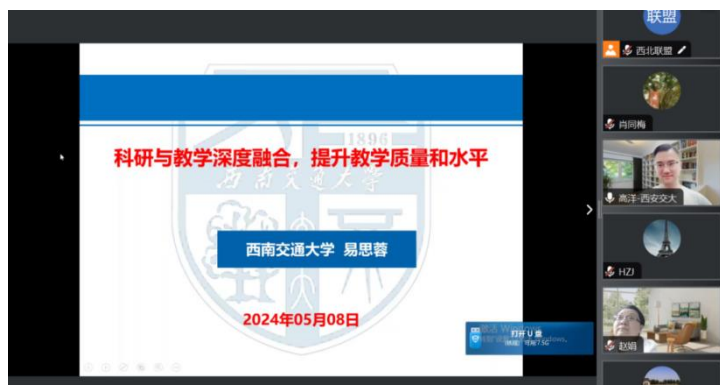 联盟
西北联盟
1896
科研与教学深度融合，提升教学质量和水平
西南交通大学
肖同梅
高洋-西安交大
西南交通大学 易思蓉
HZJ
2024年05月08日
打开 U 盘
赵娟